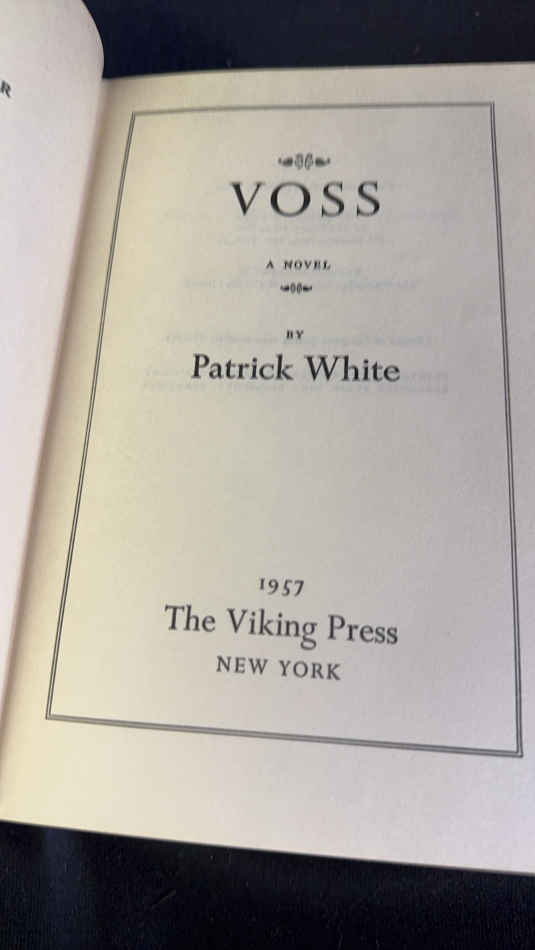 R
VOSS
A NOVEL
BY
Patrick White
1957
The Viking Press
NEW YORK